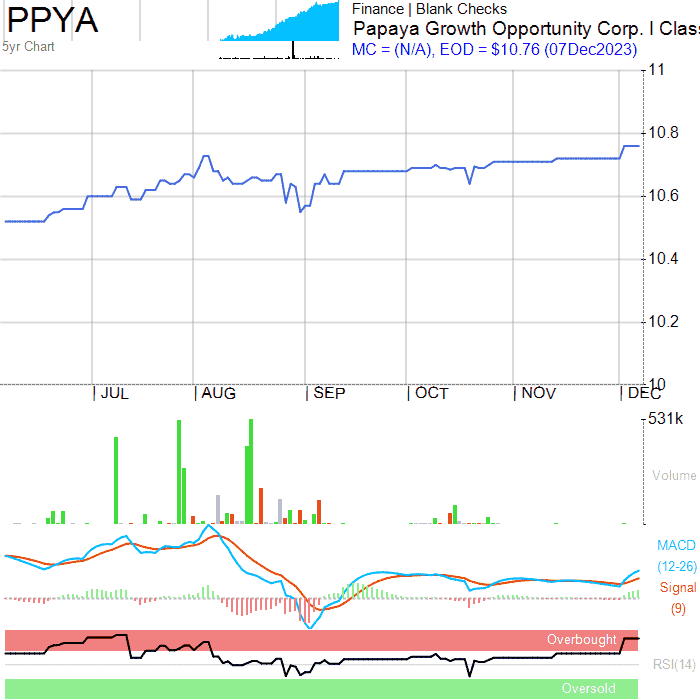 PPYA
5yr Chart
Finance | Blank Checks
Papaya Growth Opportunity Corp. I Clas
MC = (N/A), EOD = $10.76 (07Dec2023)
11
10.8
10.6
10.4
10.2
10
JUL AUG SEP OCT NOV DEC
531k
Volume
MACD
(12-26)
Signal
(9)
Overbought
RSI(14)
Oversold